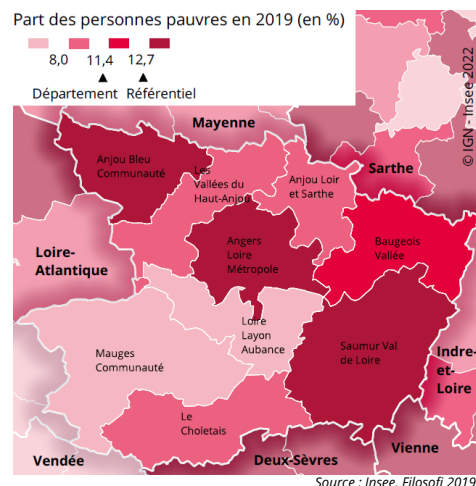 Part des personnes pauvres en 2019 (en %)
8,0 11,4 12,7
Département Référentiel
© IGN - Insee 2022
Mayenne
Anjou Bleu
Communauté
Les
Vallées du
Haut-Anjou
Anjou Loir
et Sarthe
Sarthe
Loire-
Atlantique
Angers
Loire
Métropole
Baugeois
Vallée
Loire
Layon
Aubance
Mauges
Communauté
Saumur Val
de Loire
Indre-
et-
Loire
Le
Choletais
Vendée
Deux-Sèvres
Vienne
Source : Insee, Filosofi 2019